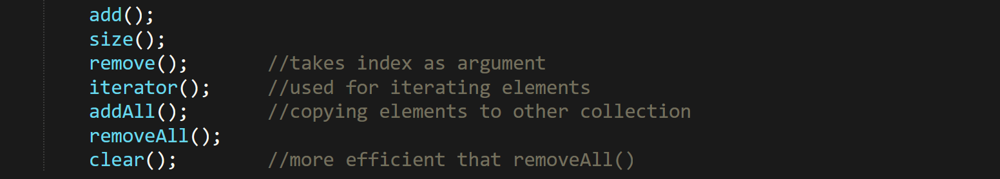 add();
size();
remove(); //takes index as argument
iterator(); //used for iterating elements
addAll(); //copying elements to other collection
removeAll();
clear(); //more efficient that removeAll()